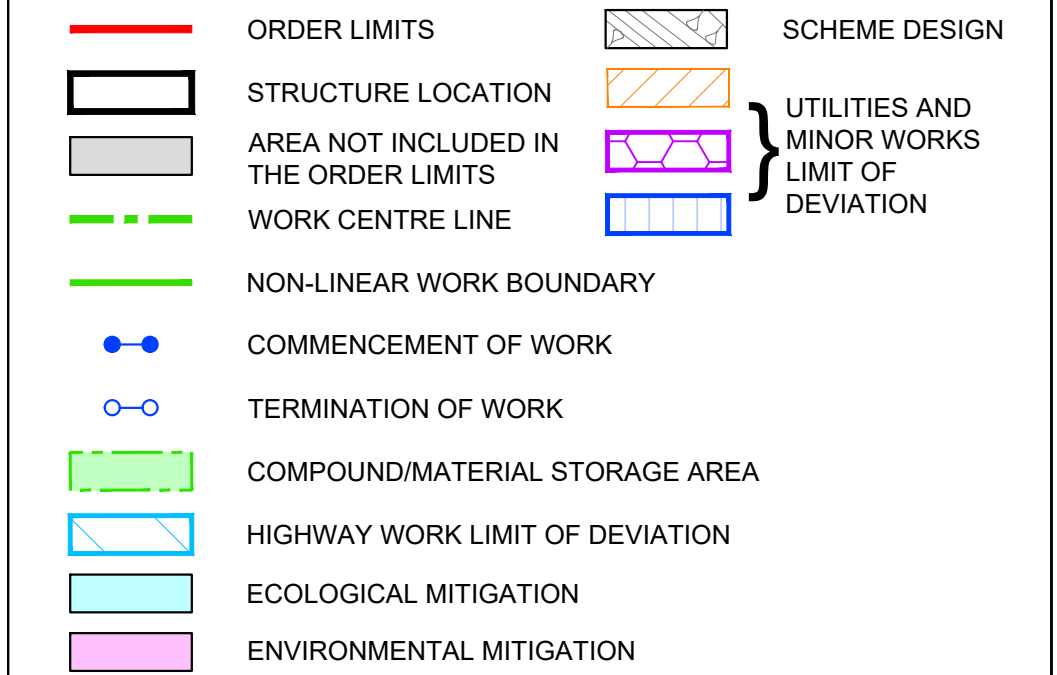 ORDER LIMITS
STRUCTURE LOCATION
AREA NOT INCLUDED IN
THE ORDER LIMITS
WORK CENTRE LINE
NON-LINEAR WORK BOUNDARY
COMMENCEMENT OF WORK
TERMINATION OF WORK
COMPOUND/MATERIAL STORAGE AREA
HIGHWAY WORK LIMIT OF DEVIATION
ECOLOGICAL MITIGATION
ENVIRONMENTAL MITIGATION
SCHEME DESIGN
UTILITIES AND
MINOR WORKS
LIMIT OF
DEVIATION